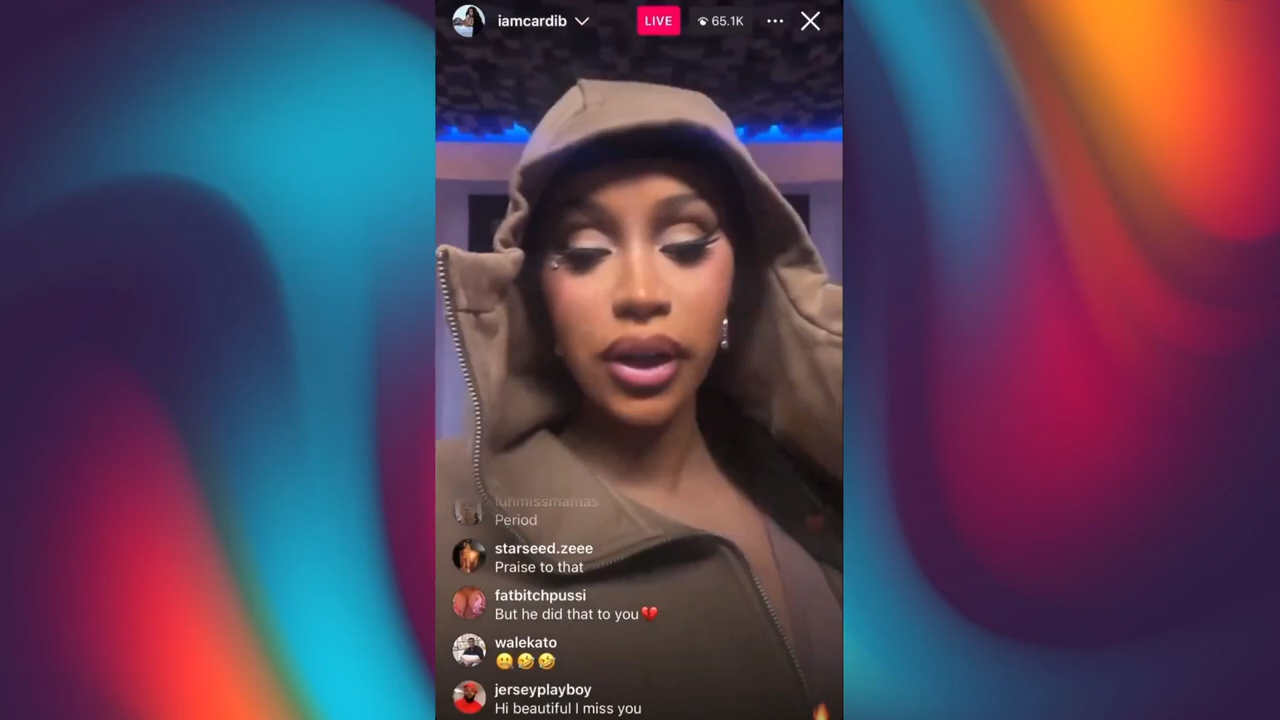 iamcardib
LIVE
65.1K
Period
starseed.zeee
Praise to that
fatbitchpussi
But he did that to you💔
walekato
🤐🤣🤣
jerseyplayboy
Hi beautiful I miss you